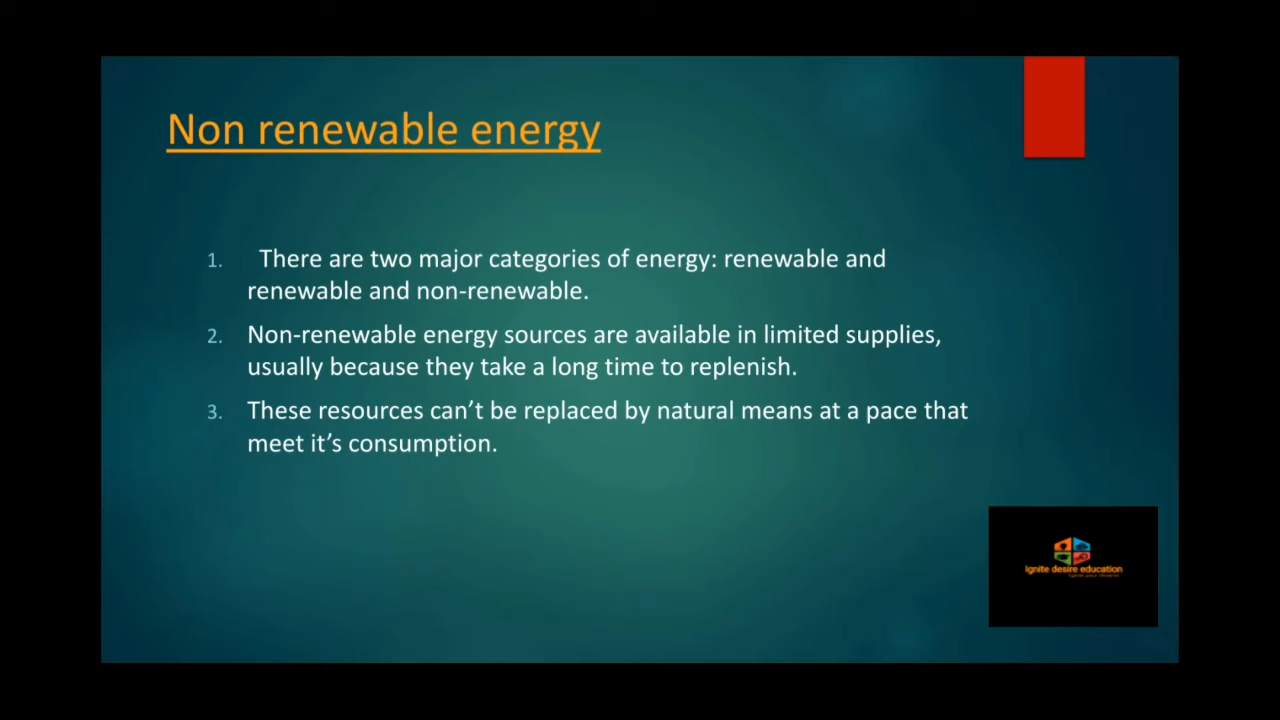 Non renewable energy
1. There are two major categories of energy: renewable and
renewable and non-renewable.
2. Non-renewable energy sources are available in limited supplies,
usually because they take a long time to replenish.
3. These resources can’t be replaced by natural means at a pace that
meet it’s consumption.
Ignite desire education